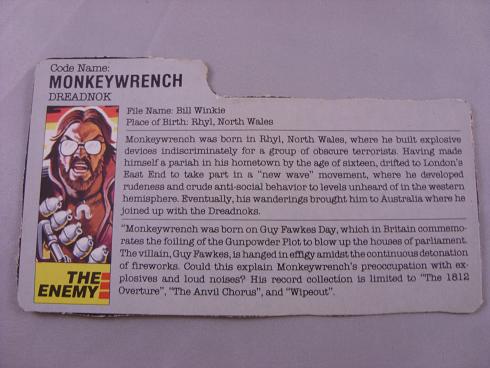 Code Name:
MONKEYWRENCH
DREADNOK
File Name: Bill Winkie
Place of Birth: Rhyl, North Wales
Monkeywrench was born in Rhyl, North Wales, where he built explosive
devices indiscriminately for a group of obscure terrorists. Having made
himself a pariah in his hometown by the age of sixteen, drifted to London's
East End to take part in a "new wave" movement, where he developed
rudeness and crude anti-social behavior to levels unheard of in the western
hemisphere. Eventually, his wanderings brought him to Australia where he
joined up with the Dreadnoks.
"Monkeywrench was born on Guy Fawkes Day, which in Britain commemo-
rates the foiling of the Gunpowder Plot to blow up the houses of parliament.
The villain, Guy Fawkes, is hanged in effigy amidst the continuous detonation
of fireworks. Could this explain Monkeywrench's preoccupation with ex-
plosives and loud noises? His record collection is limited to "The 1812
Overture", "The Anvil Chorus", and "Wipeout".
THE
ENEMY